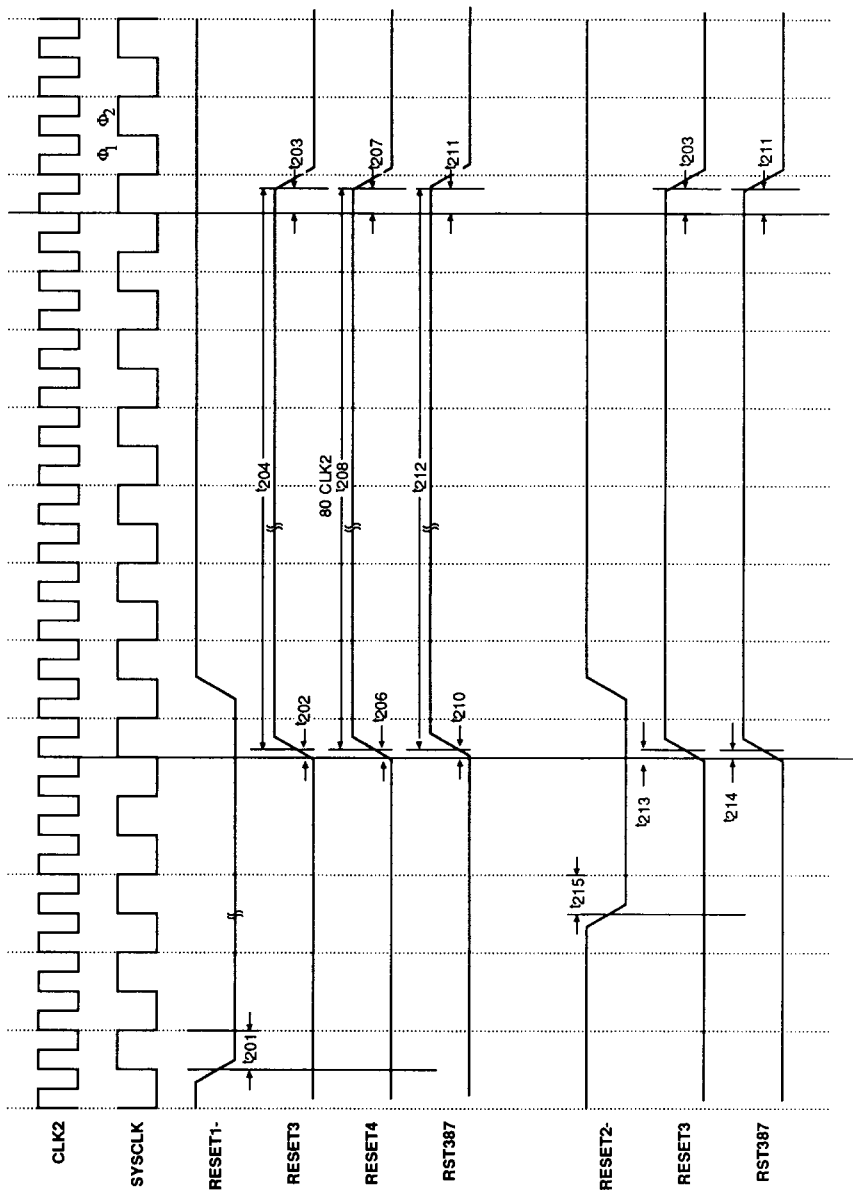 CLK2
SYSCLK
Φ1 Φ2
RESET1-
t201
RESET3
t202
t204
t203
RESET4
t206
80 CLK2
t208
t207
RST387
t210
t212
t211
RESET2-
t215
RESET3
t213
t203
RST387
t214
t211